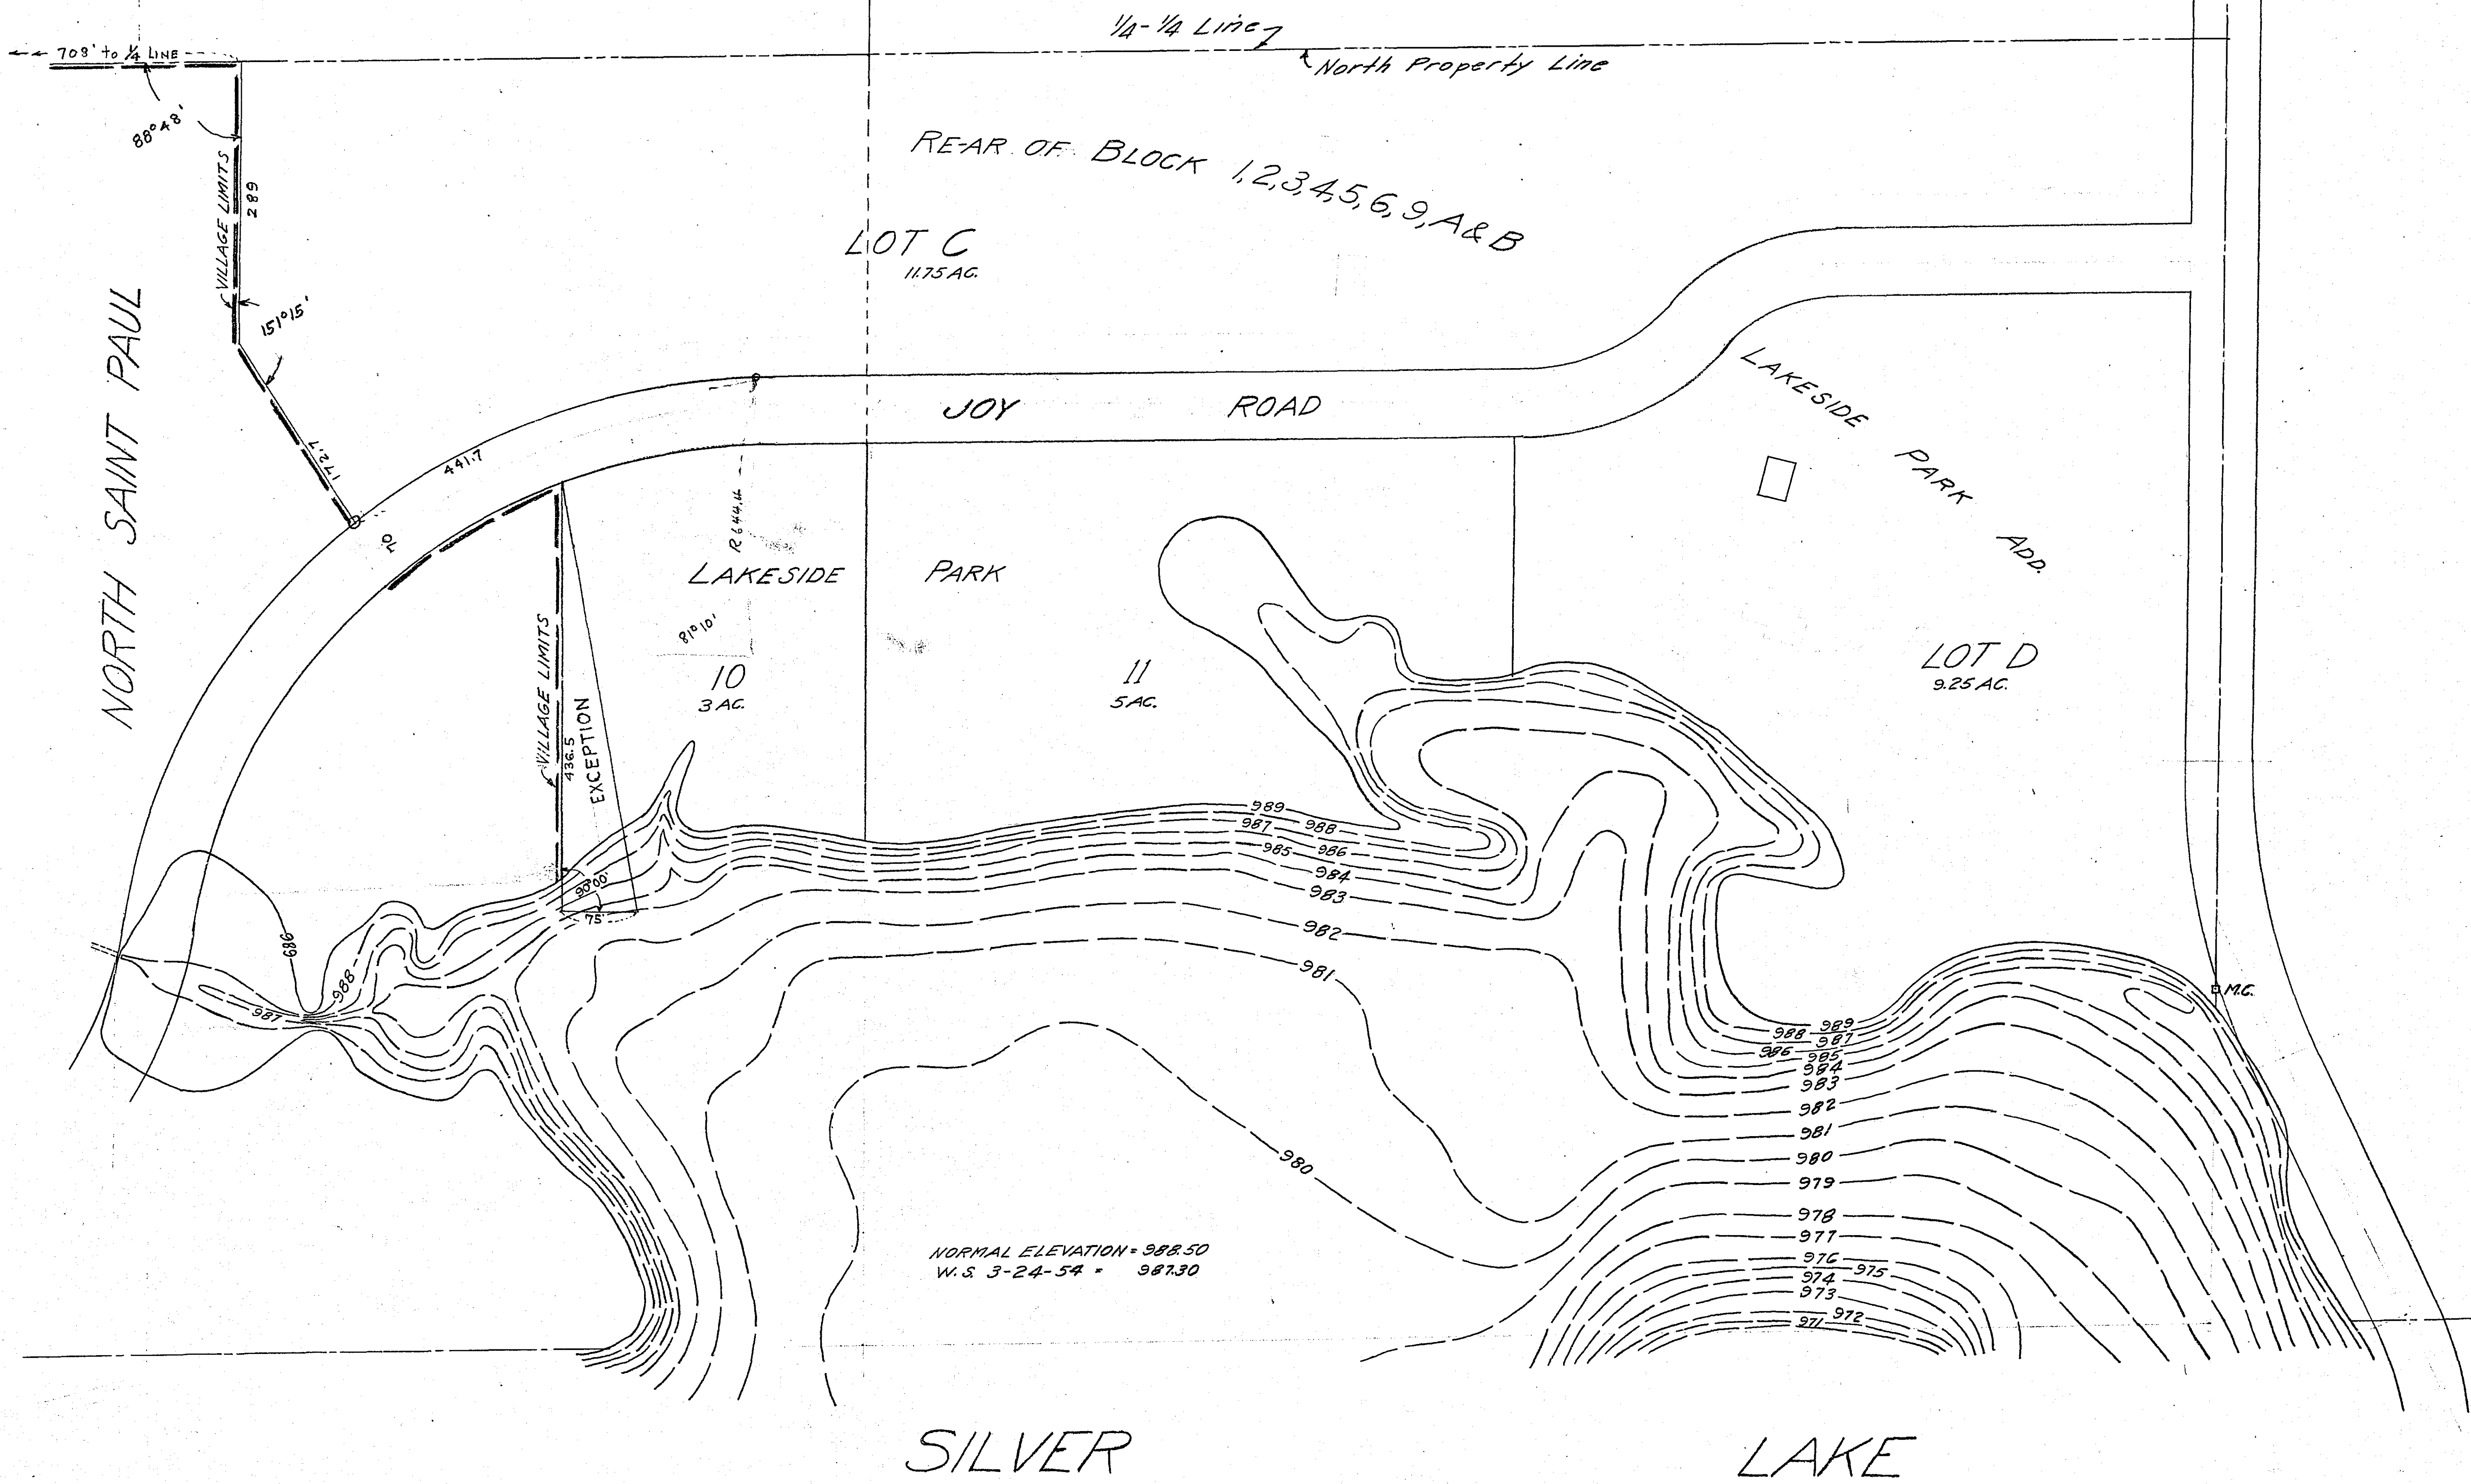 1/4-1/4 Line
708' to 1/4 LINE
North Property Line
88°48'
REAR OF BLOCK 1,2,3,4,5,6,9,A & B
VILLAGE LIMITS
289
LOT C
11.75 AC.
151°15'
NORTH SAINT PAUL
LAKESIDE PARK ADD.
JOY ROAD
172.7
441.7
70
R 644.4
LAKESIDE PARK
81°10'
10
3 AC.
11
5 AC.
LOT D
9.25 AC.
VILLAGE LIMITS
436.5
EXCEPTION
90°00'
75'
989
988
987
986
985
984
983
982
981
980
989
988
987
M.C.
989
988
987
986
985
984
983
982
981
980
979
978
977
976
975
974
973
972
971
NORMAL ELEVATION = 988.50
W.S. 3-24-54 = 987.30
SILVER LAKE